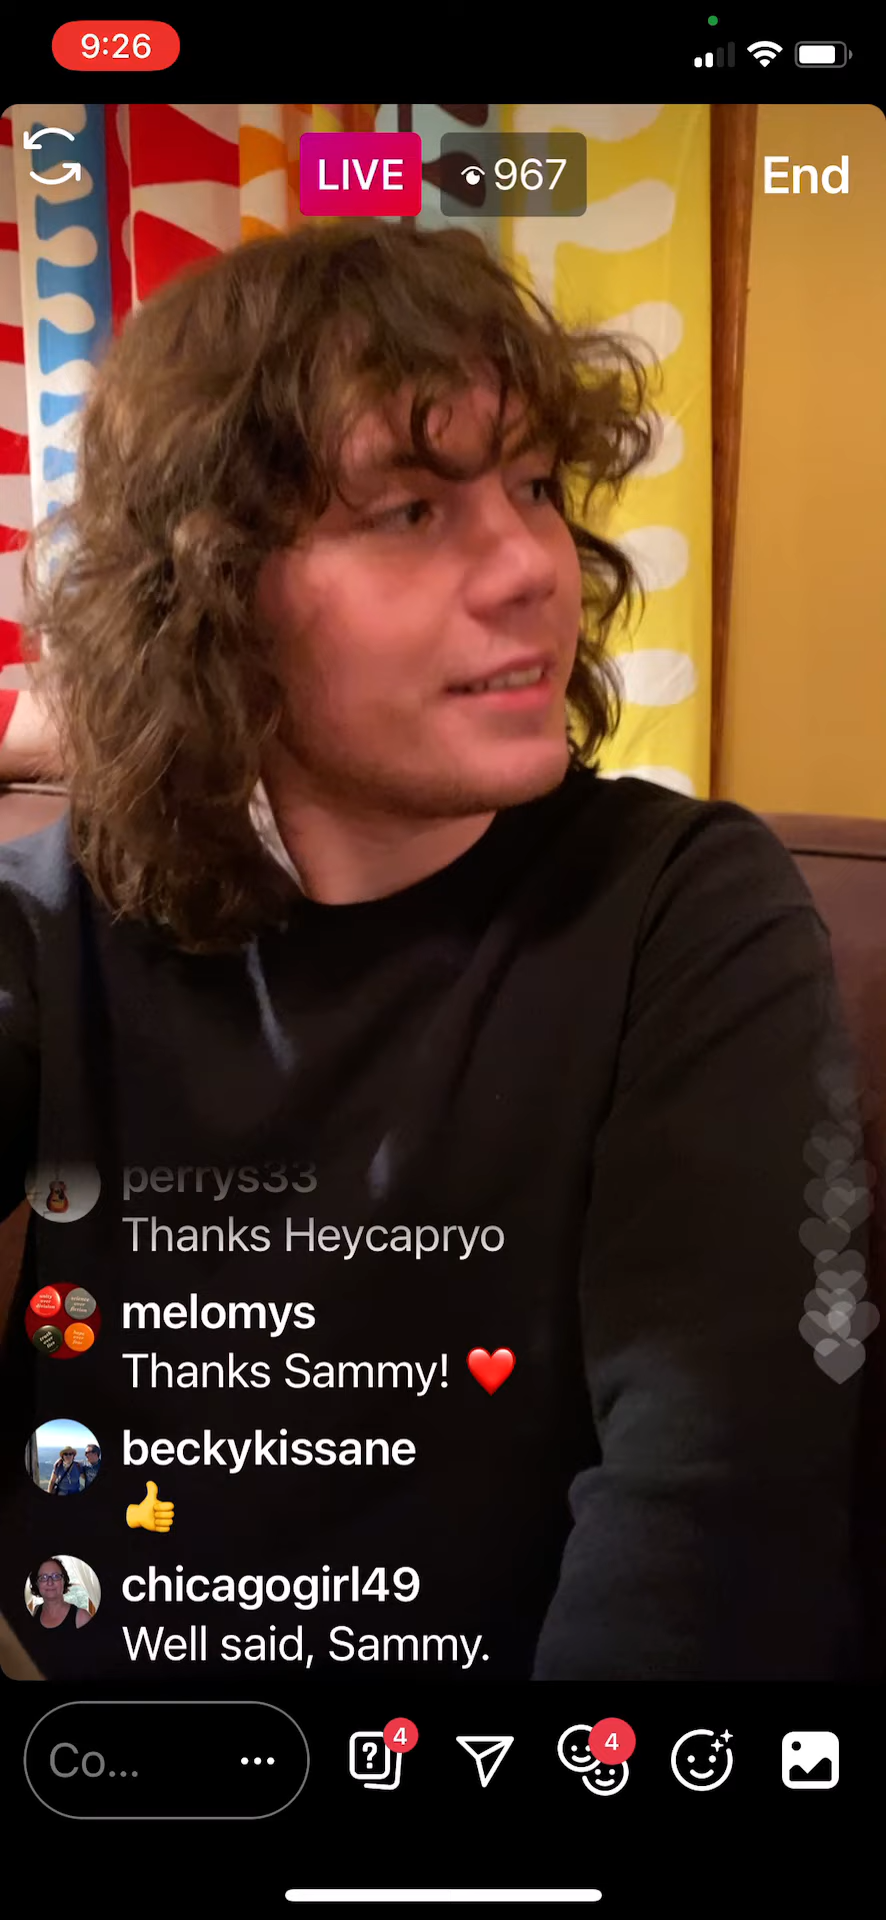 9:26
LIVE 967 End
perrys33
Thanks Heycapryo
melomys
Thanks Sammy! ❤️
beckykissane
👍
chicagogirl49
Well said, Sammy.
Co... ...
4 4